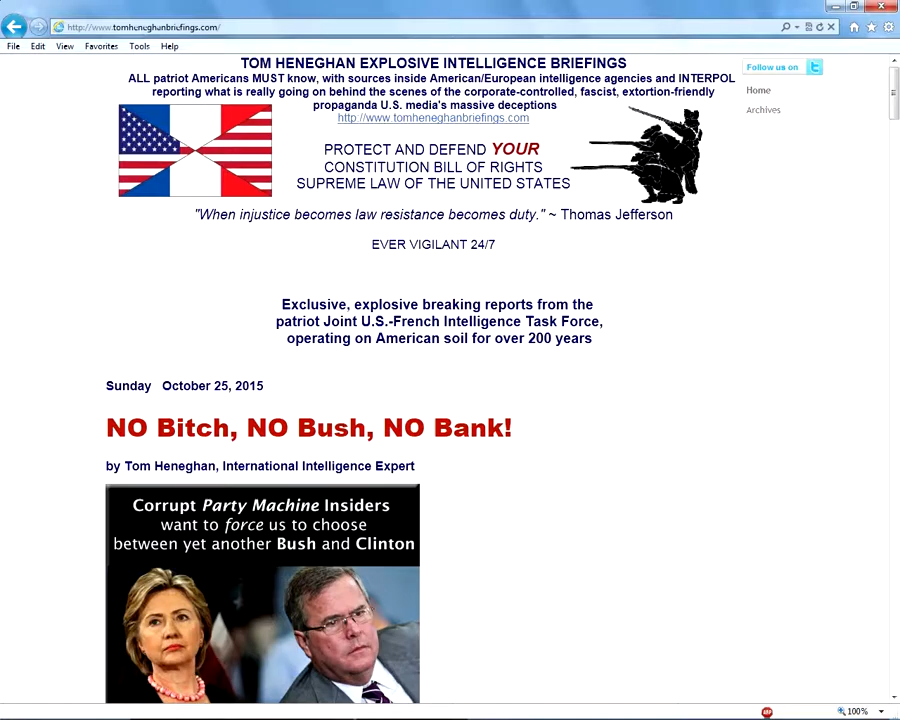 http://www.tomheneghanbriefings.com/
File Edit View Favorites Tools Help
TOM HENEGHAN EXPLOSIVE INTELLIGENCE BRIEFINGS
ALL patriot Americans MUST know, with sources inside American/European intelligence agencies and INTERPOL
reporting what is really going on behind the scenes of the corporate-controlled, fascist, extortion-friendly
propaganda U.S. media's massive deceptions
http://www.tomheneghanbriefings.com
Follow us on
Home
Archives
PROTECT AND DEFEND YOUR
CONSTITUTION BILL OF RIGHTS
SUPREME LAW OF THE UNITED STATES
"When injustice becomes law resistance becomes duty." ~ Thomas Jefferson
EVER VIGILANT 24/7
Exclusive, explosive breaking reports from the
patriot Joint U.S.-French Intelligence Task Force,
operating on American soil for over 200 years
Sunday October 25, 2015
NO Bitch, NO Bush, NO Bank!
by Tom Heneghan, International Intelligence Expert
Corrupt Party Machine Insiders
want to force us to choose
between yet another Bush and Clinton
ABP
100%